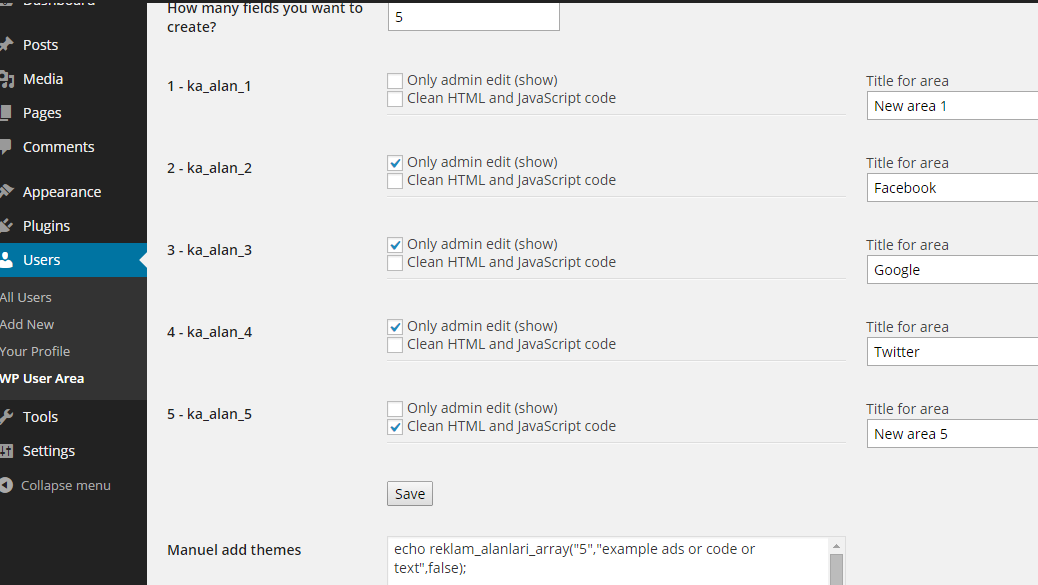 Dashboard
Posts
Media
Pages
Comments
Appearance
Plugins
Users
All Users
Add New
Your Profile
WP User Area
Tools
Settings
Collapse menu
How many fields you want to
create?
5
1 - ka_alan_1
Only admin edit (show)
Clean HTML and JavaScript code
Title for area
New area 1
2 - ka_alan_2
Only admin edit (show)
Clean HTML and JavaScript code
Title for area
Facebook
3 - ka_alan_3
Only admin edit (show)
Clean HTML and JavaScript code
Title for area
Google
4 - ka_alan_4
Only admin edit (show)
Clean HTML and JavaScript code
Title for area
Twitter
5 - ka_alan_5
Only admin edit (show)
Clean HTML and JavaScript code
Title for area
New area 5
Save
Manuel add themes
echo reklam_alanlari_array("5","example ads or code or
text",false);